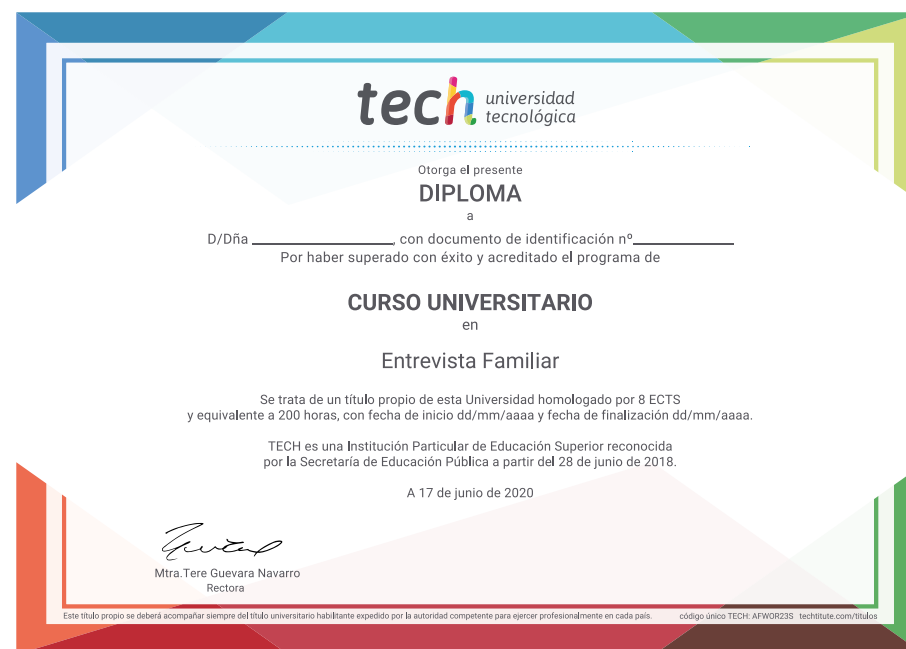 tech universidad
tecnológica
Otorga el presente
DIPLOMA
a
D/Dña ____________________, con documento de identificación nº______________
Por haber superado con éxito y acreditado el programa de
CURSO UNIVERSITARIO
en
Entrevista Familiar
Se trata de un título propio de esta Universidad homologado por 8 ECTS
y equivalente a 200 horas, con fecha de inicio dd/mm/aaaa y fecha de finalización dd/mm/aaaa.
TECH es una Institución Particular de Educación Superior reconocida
por la Secretaría de Educación Pública a partir del 28 de junio de 2018.
A 17 de junio de 2020
Mtra.Tere Guevara Navarro
Rectora
Este título propio se deberá acompañar siempre del título universitario habilitante expedido por la autoridad competente para ejercer profesionalmente en cada país. código único TECH: AFWOR23S techtitute.com/titulos